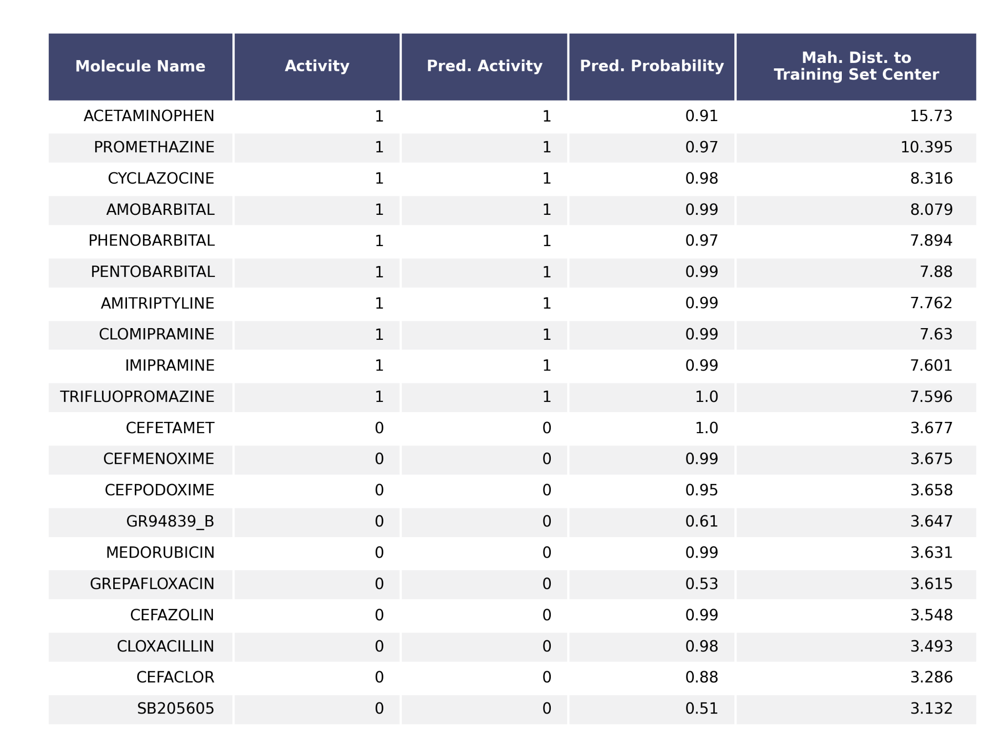 Molecule Name Activity Pred. Activity Pred. Probability Mah. Dist. to
Training Set Center
ACETAMINOPHEN 1 1 0.91 15.73
PROMETHAZINE 1 1 0.97 10.395
CYCLAZOCINE 1 1 0.98 8.316
AMOBARBITAL 1 1 0.99 8.079
PHENOBARBITAL 1 1 0.97 7.894
PENTOBARBITAL 1 1 0.99 7.88
AMITRIPTYLINE 1 1 0.99 7.762
CLOMIPRAMINE 1 1 0.99 7.63
IMIPRAMINE 1 1 0.99 7.601
TRIFLUOPROMAZINE 1 1 1.0 7.596
CEFETAMET 0 0 1.0 3.677
CEFMENOXIME 0 0 0.99 3.675
CEFPODOXIME 0 0 0.95 3.658
GR94839_B 0 0 0.61 3.647
MEDORUBICIN 0 0 0.99 3.631
GREPAFLOXACIN 0 0 0.53 3.615
CEFAZOLIN 0 0 0.99 3.548
CLOXACILLIN 0 0 0.98 3.493
CEFACLOR 0 0 0.88 3.286
SB205605 0 0 0.51 3.132